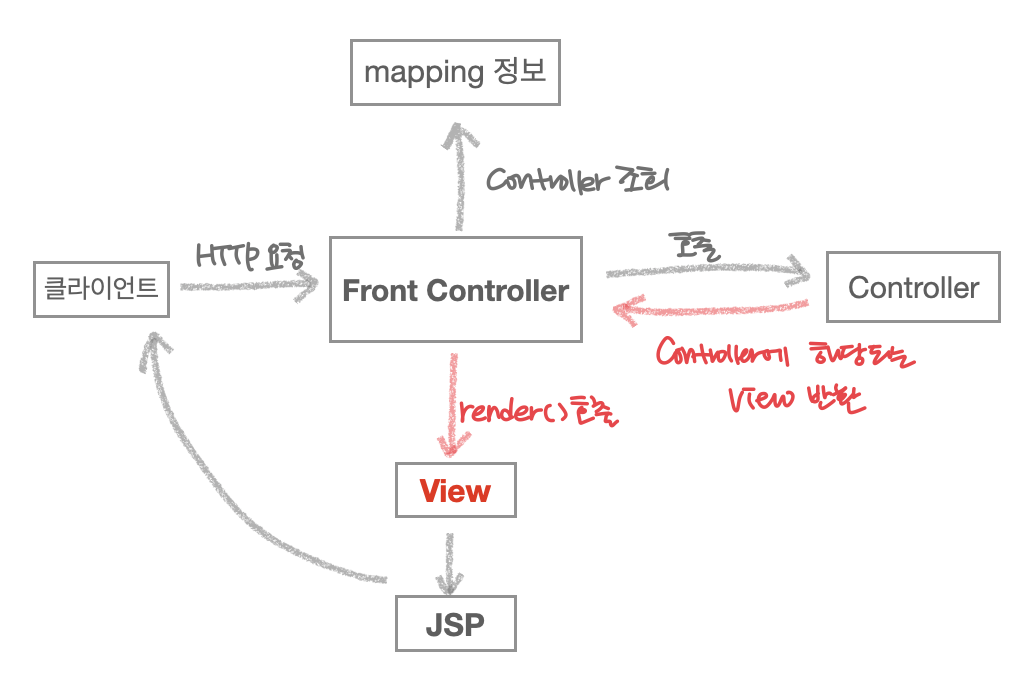 mapping 정보
Controller 조회
HTTP 요청
호출
클라이언트
Front Controller
Controller
Controller에 해당되는
View 반환
render() 호출
View
JSP